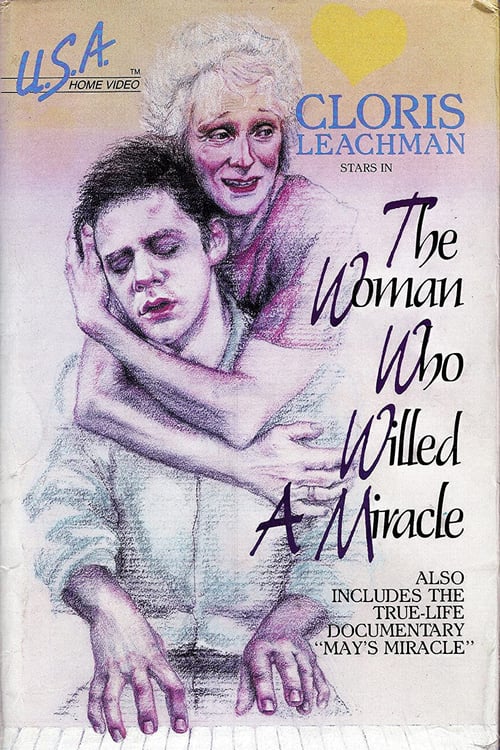 U.S.A.
HOME VIDEO
TM
CLORIS
LEACHMAN
STARS IN
The
Woman
Who
Willed
A Miracle
ALSO
INCLUDES THE
TRUE-LIFE
DOCUMENTARY
“MAY'S MIRACLE”